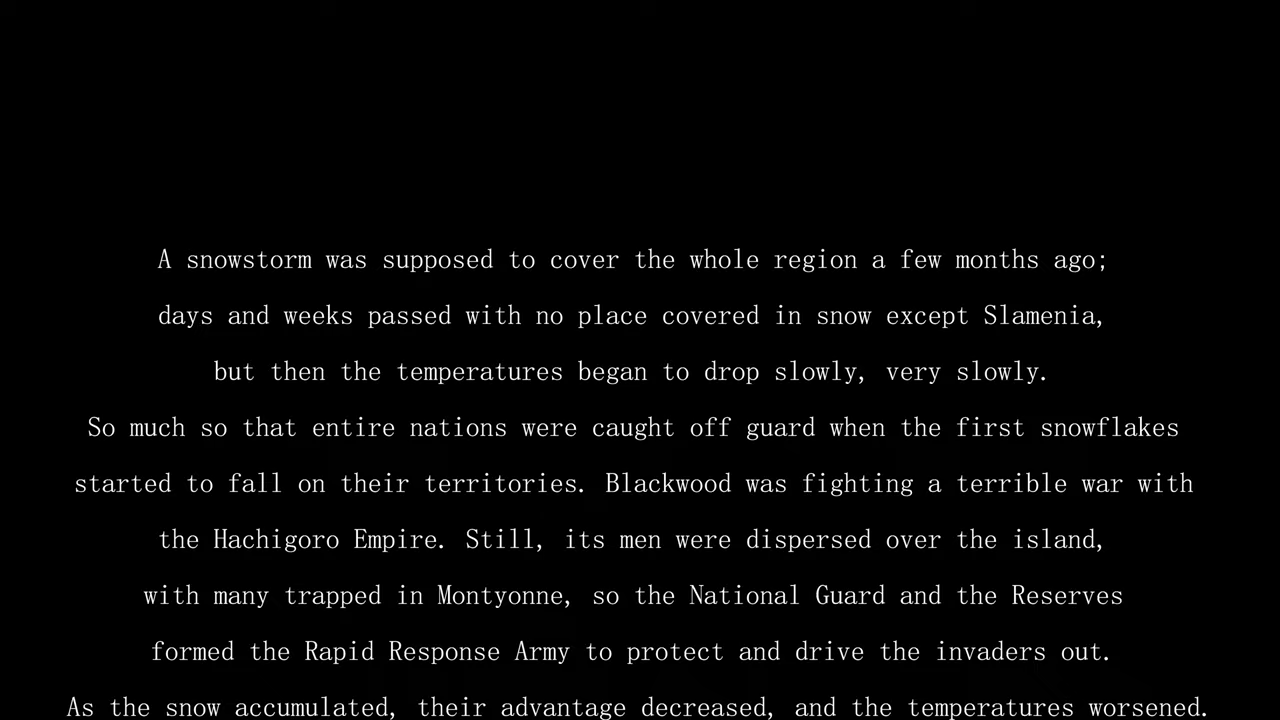 A snowstorm was supposed to cover the whole region a few months ago;
days and weeks passed with no place covered in snow except Slamenia,
but then the temperatures began to drop slowly, very slowly.
So much so that entire nations were caught off guard when the first snowflakes
started to fall on their territories. Blackwood was fighting a terrible war with
the Hachigoro Empire. Still, its men were dispersed over the island,
with many trapped in Montyonne, so the National Guard and the Reserves
formed the Rapid Response Army to protect and drive the invaders out.
As the snow accumulated, their advantage decreased, and the temperatures worsened.